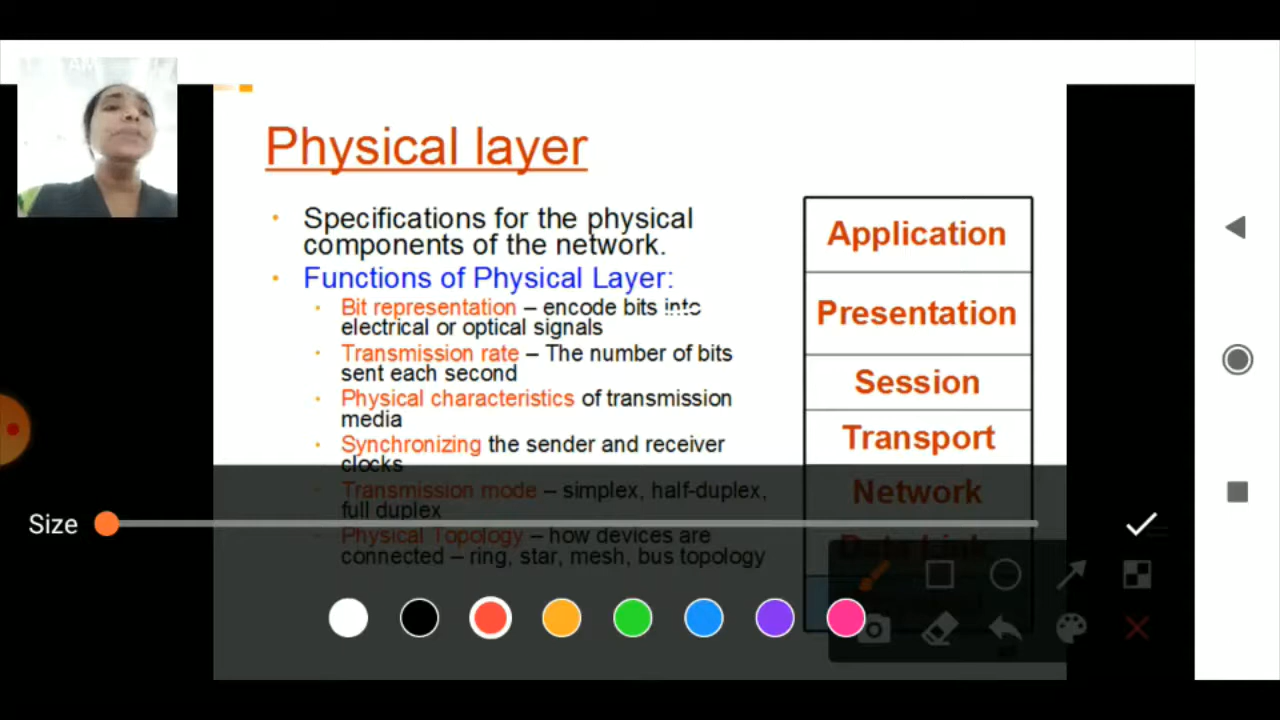 Physical layer
• Specifications for the physical
components of the network.
• Functions of Physical Layer:
• Bit representation – encode bits into
electrical or optical signals
• Transmission rate – The number of bits
sent each second
• Physical characteristics of transmission
media
• Synchronizing the sender and receiver
clocks
• Transmission mode – simplex, half-duplex,
full duplex
• Physical Topology – how devices are
connected – ring, star, mesh, bus topology
Application
Presentation
Session
Transport
Network
Data Link
Size